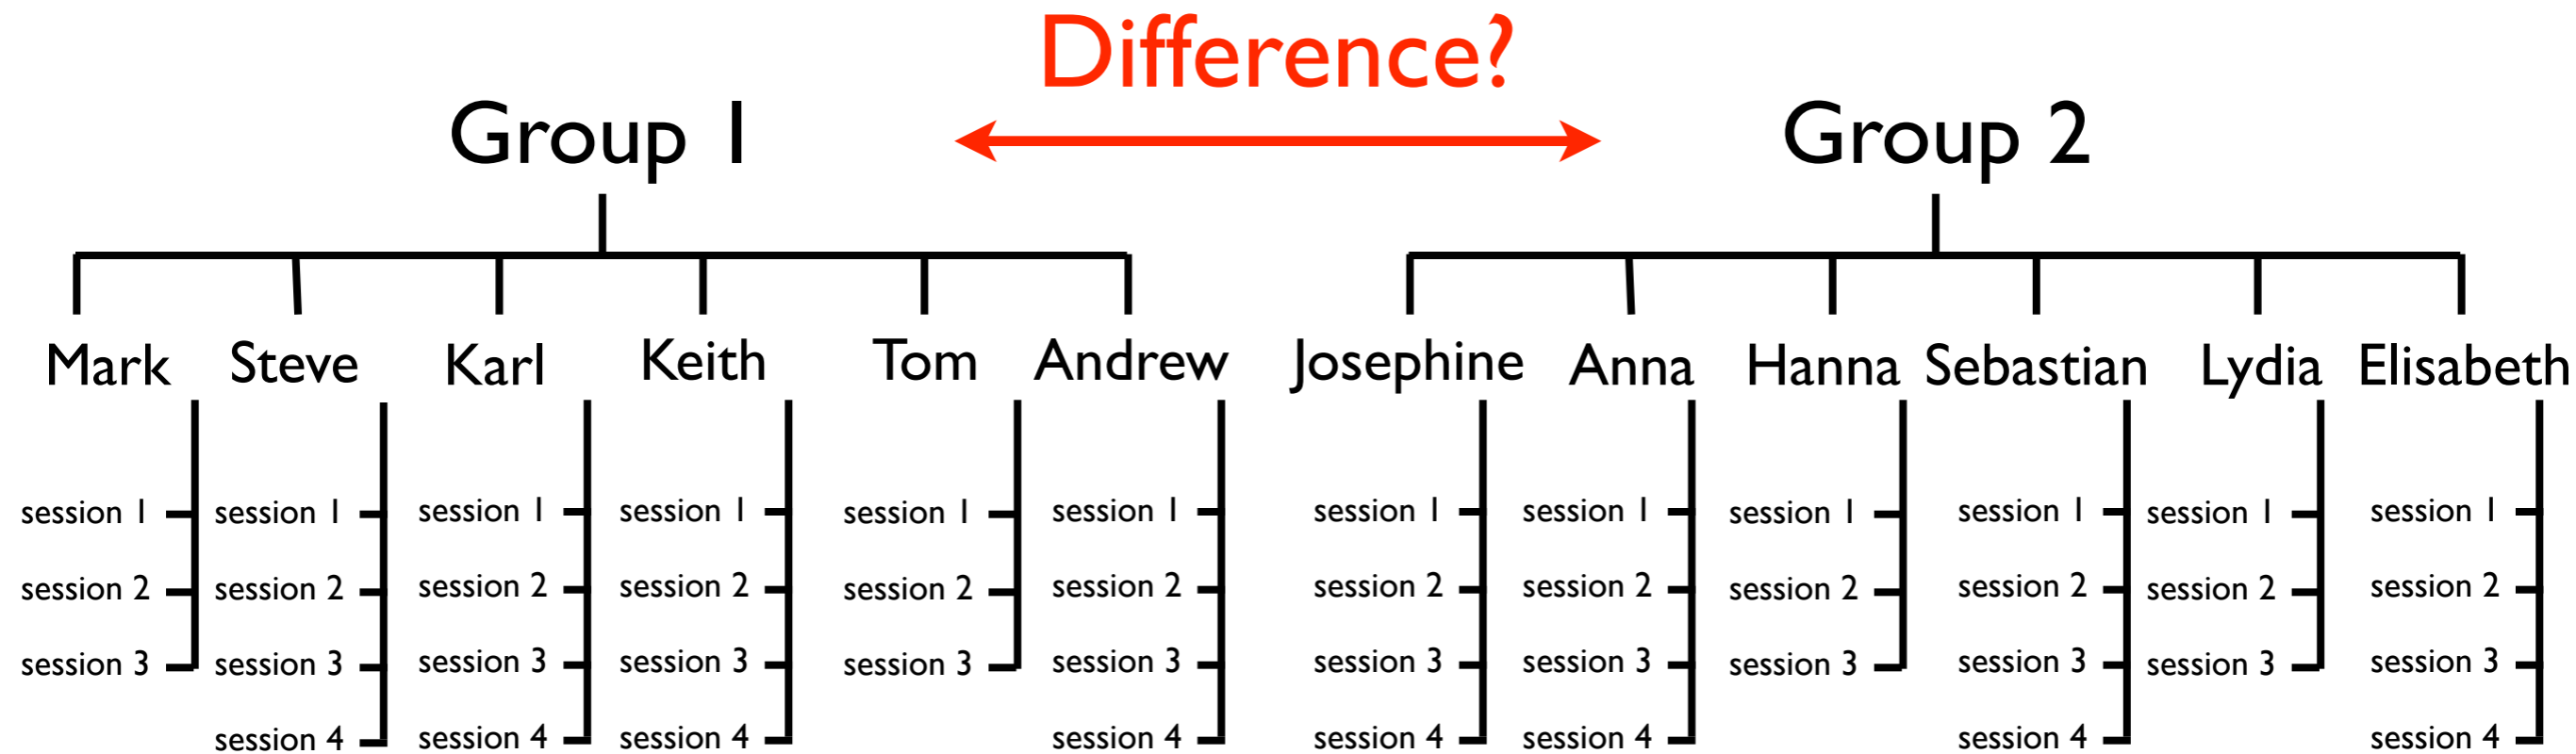 Difference?
Group 1
Group 2
Mark Steve Karl Keith Tom Andrew Josephine Anna Hanna Sebastian Lydia Elisabeth
session 1 session 1 session 1 session 1 session 1 session 1 session 1 session 1 session 1 session 1 session 1 session 1
session 2 session 2 session 2 session 2 session 2 session 2 session 2 session 2 session 2 session 2 session 2 session 2
session 3 session 3 session 3 session 3 session 3 session 3 session 3 session 3 session 3 session 3 session 3 session 3
session 4 session 4 session 4 session 4 session 4 session 4 session 4 session 4